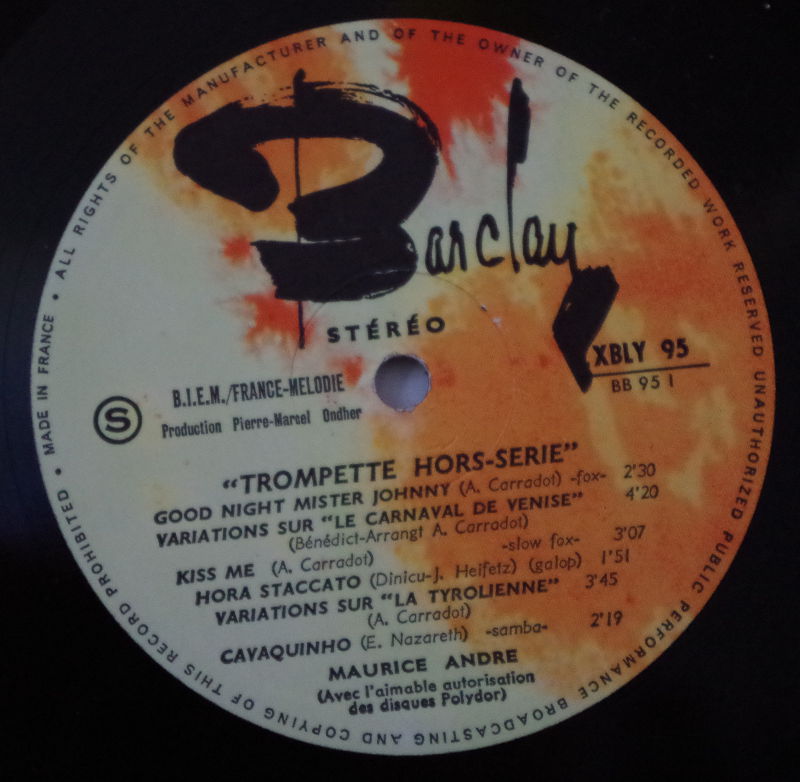 ALL RIGHTS OF THE MANUFACTURER AND OF THE OWNER OF THE RECORDED WORK RESERVED UNAUTHORIZED PUBLIC PERFORMANCE BROADCASTING AND COPYING OF THIS RECORD PROHIBITED • MADE IN FRANCE •
Barclay
STÉRÉO
XBLY 95
BB 95 1
S
B.I.E.M./FRANCE-MELODIE
Production Pierre-Marcel Ondher
"TROMPETTE HORS-SERIE"
GOOD NIGHT MISTER JOHNNY (A. Carradot) -fox- 2'30
VARIATIONS SUR "LE CARNAVAL DE VENISE" 4'20
(Bénédict-Arrangt A. Carradot)
KISS ME (A. Carradot) -slow fox- 3'07
HORA STACCATO (Dinicu-J. Heifetz) (galop) 1'51
VARIATIONS SUR "LA TYROLIENNE" 3'45
(A. Carradot)
CAVAQUINHO (E. Nazareth) -samba- 2'19
MAURICE ANDRE
(Avec l'aimable autorisation
des disques Polydor)